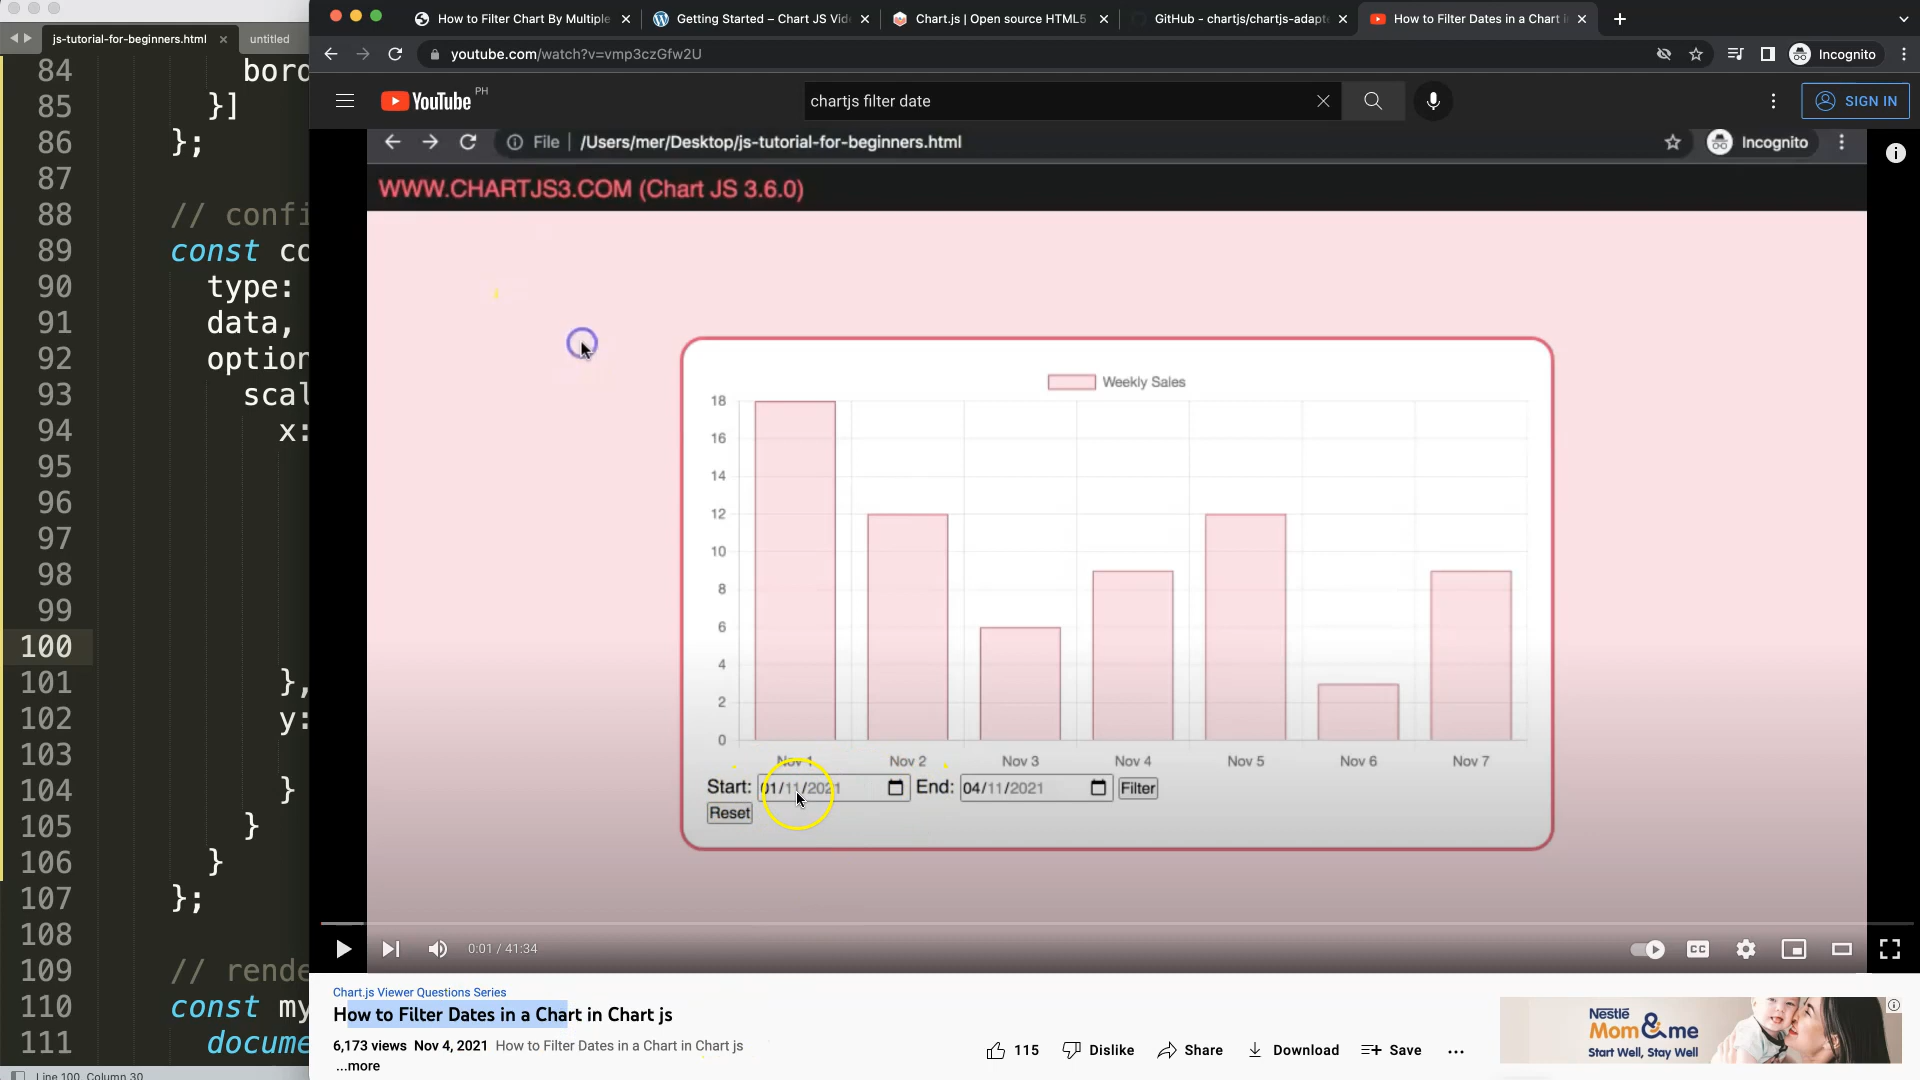 js-tutorial-for-beginners.html
untitled
How to Filter Chart By Multiple
Getting Started – Chart JS Vid
Chart.js | Open source HTML5
GitHub - chartjs/chartjs-adapt
How to Filter Dates in a Chart i
youtube.com/watch?v=vmp3czGfw2U
Incognito
YouTube PH
chartjs filter date
SIGN IN
File /Users/mer/Desktop/js-tutorial-for-beginners.html
Incognito
WWW.CHARTJS3.COM (Chart JS 3.6.0)
84 bord
85 }]
86 };
87
88 // confi
89 const co
90 type:
91 data,
92 option
93 scal
94 x:
95
96
97
98
99
100
101 },
102 y:
103
104 }
105 }
106 }
107 };
108
109 // rende
110 const my
111 docume
Line 100, Column 30
Weekly Sales
18
16
14
12
10
8
6
4
2
0
Nov 1 Nov 2 Nov 3 Nov 4 Nov 5 Nov 6 Nov 7
Start: 01/11/2021 End: 04/11/2021 Filter
Reset
0:01 / 41:34
CC
Chart.js Viewer Questions Series
How to Filter Dates in a Chart in Chart js
6,173 views Nov 4, 2021 How to Filter Dates in a Chart in Chart js
...more
115 Dislike Share Download Save
Nestlé
Mom&me
Start Well, Stay Well